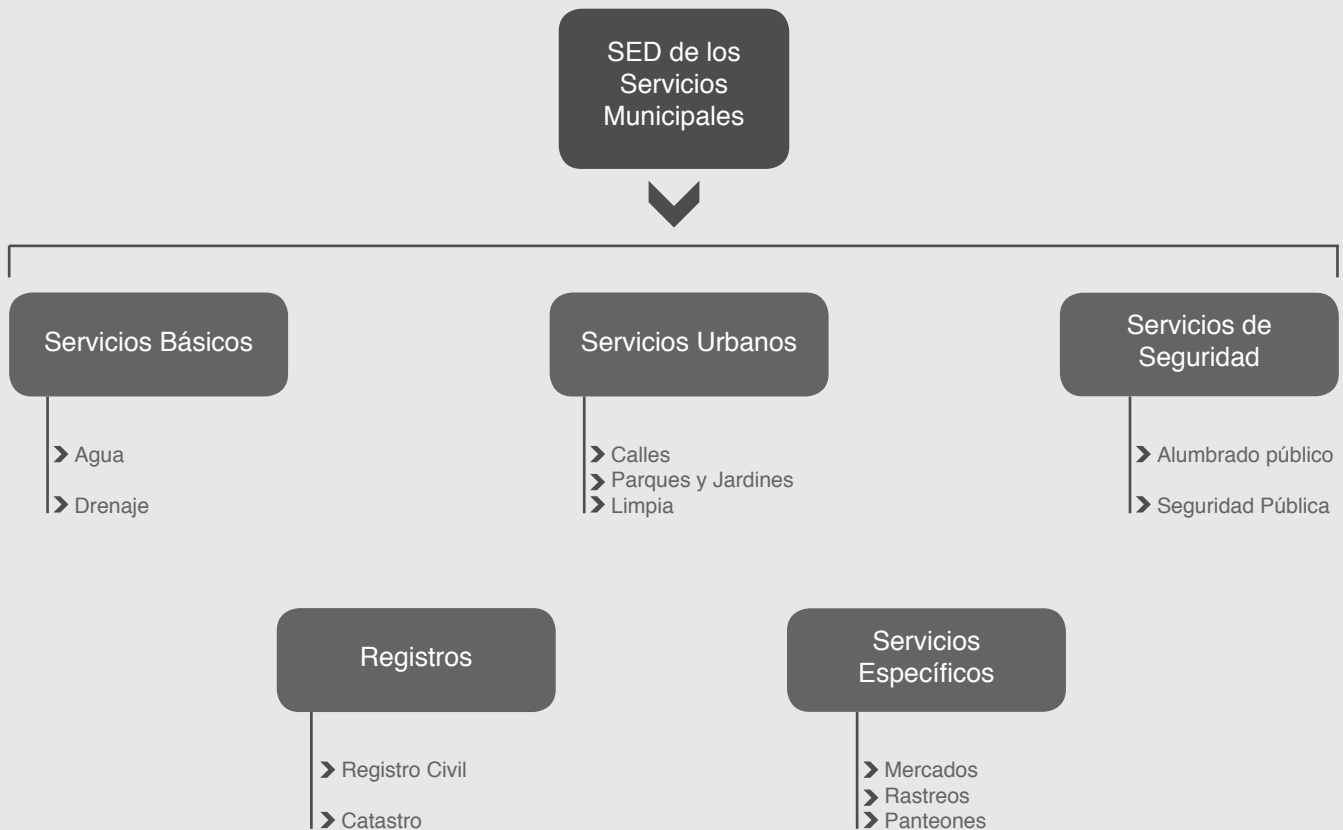 SED de los
Servicios
Municipales
Servicios Básicos
Agua
Drenaje
Servicios Urbanos
Calles
Parques y Jardines
Limpia
Servicios de
Seguridad
Alumbrado público
Seguridad Pública
Registros
Registro Civil
Catastro
Servicios
Específicos
Mercados
Rastreos
Panteones